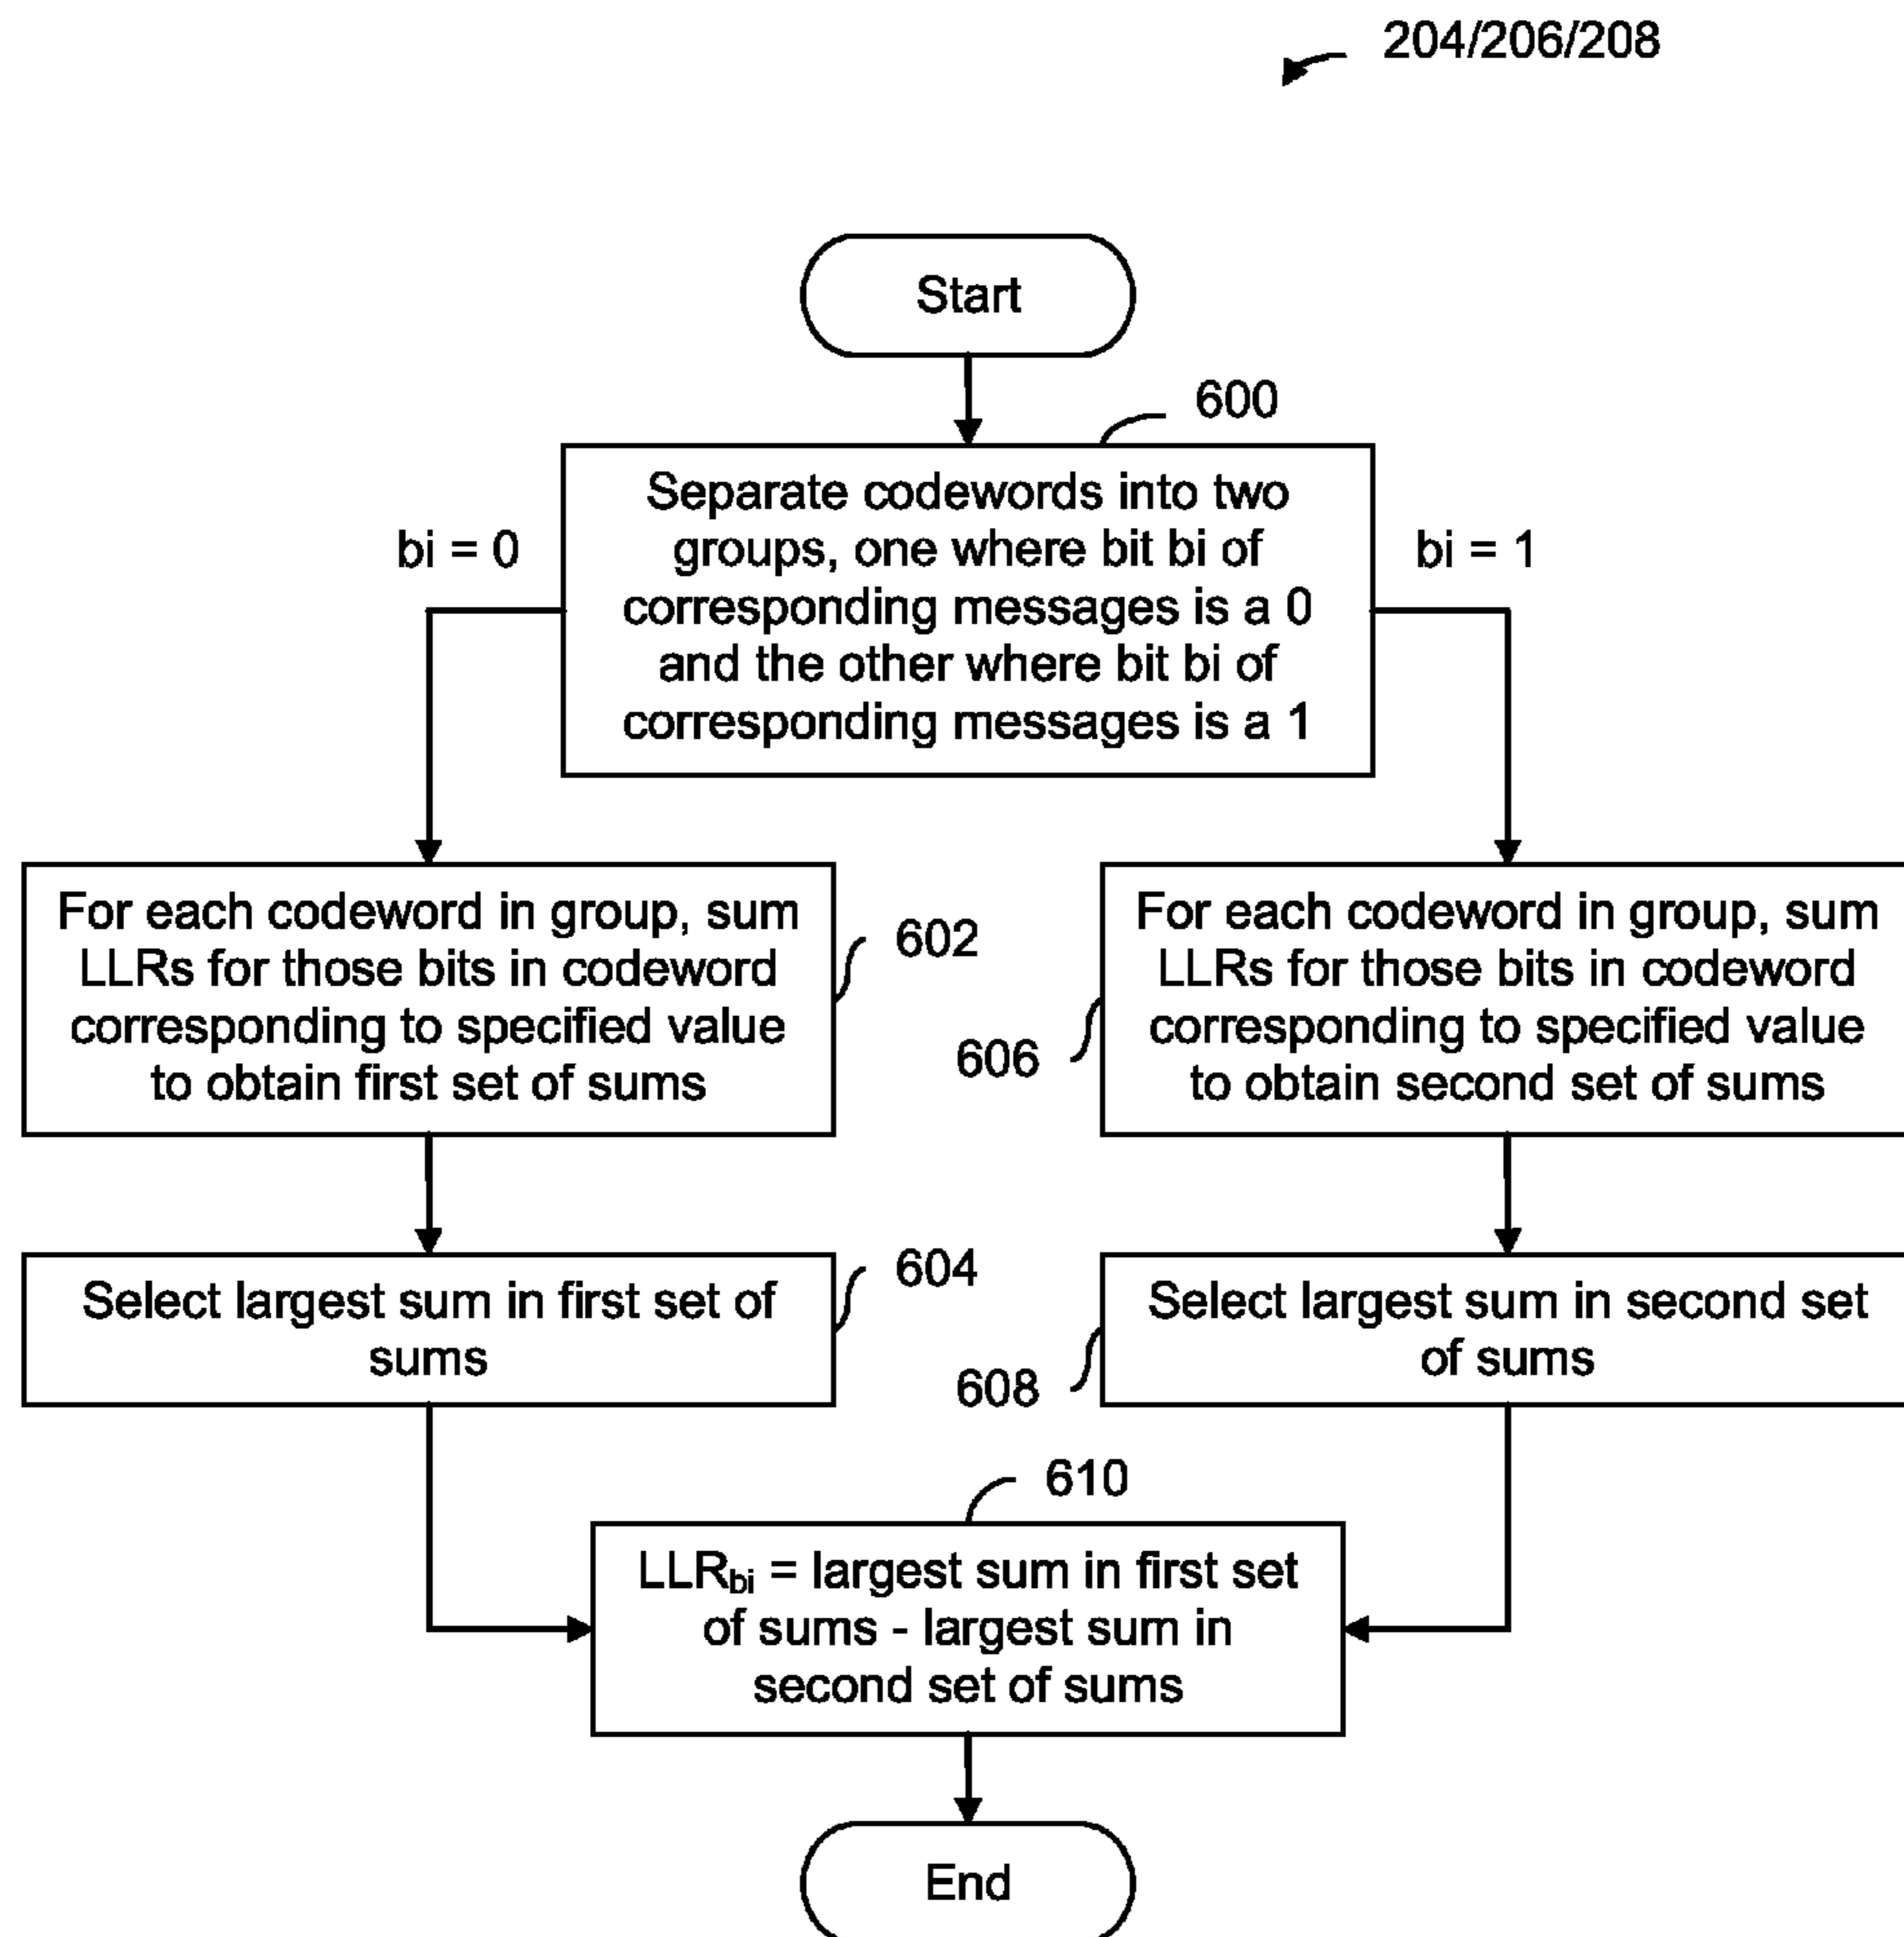 204/206/208
Start
600
Separate codewords into two
groups, one where bit bi of
corresponding messages is a 0
and the other where bit bi of
corresponding messages is a 1
bi = 0
bi = 1
For each codeword in group, sum
LLRs for those bits in codeword
corresponding to specified value
to obtain first set of sums
602
606
For each codeword in group, sum
LLRs for those bits in codeword
corresponding to specified value
to obtain second set of sums
Select largest sum in first set of
sums
604
608
Select largest sum in second set
of sums
610
LLRbi = largest sum in first set
of sums - largest sum in
second set of sums
End